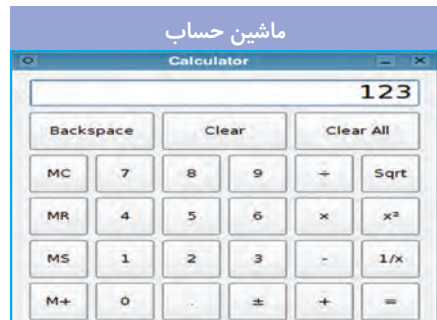 ماشین حساب
Calculator
123
Backspace Clear Clear All
MC 7 8 9 ÷ Sqrt
MR 4 5 6 × x²
MS 1 2 3 - 1/x
M+ 0 . ± + =